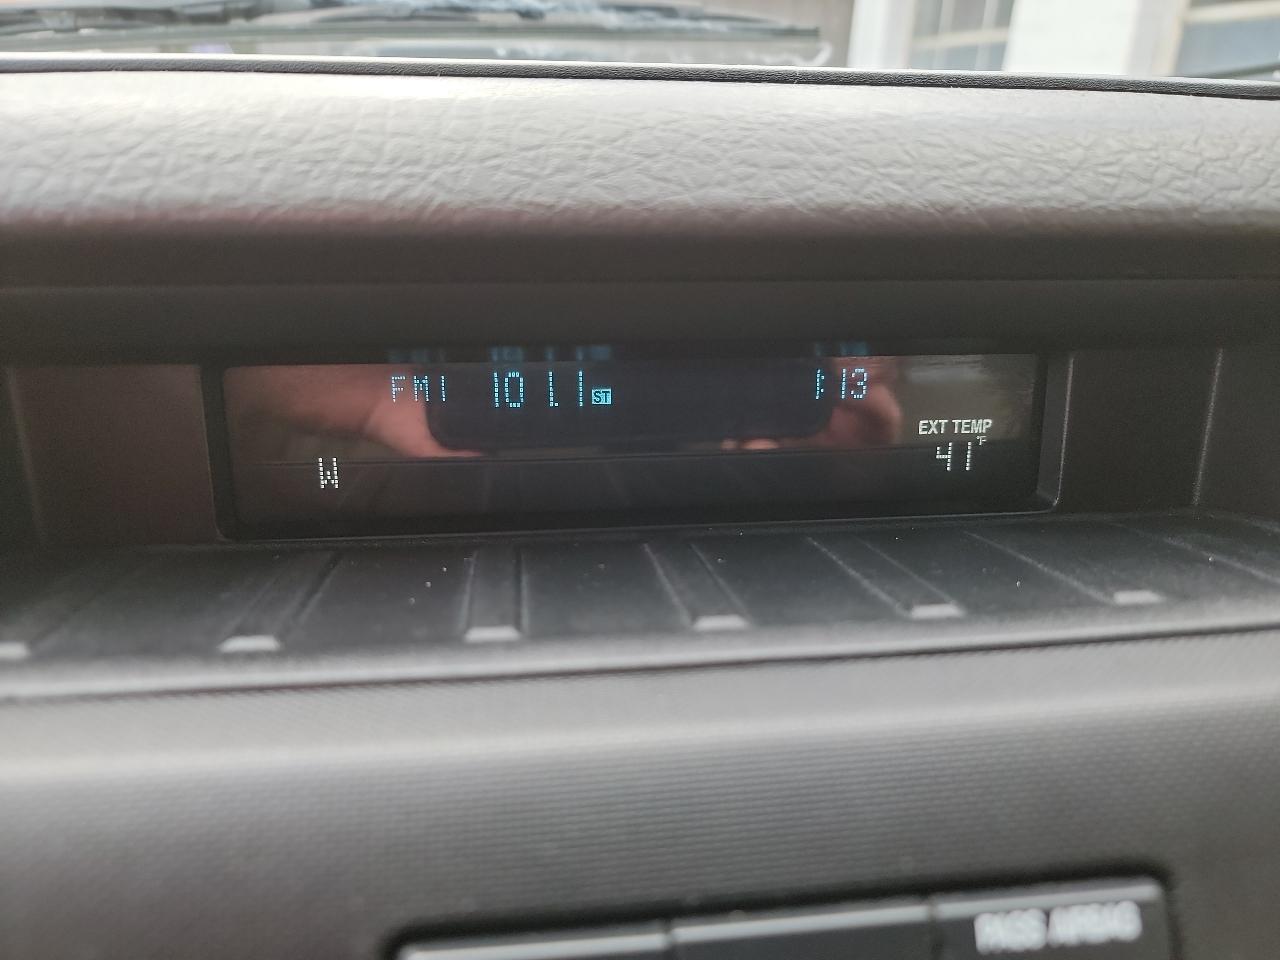 FM1 101.1 ST 1:13
EXT TEMP
W 41 °F
PASS AIRBAG